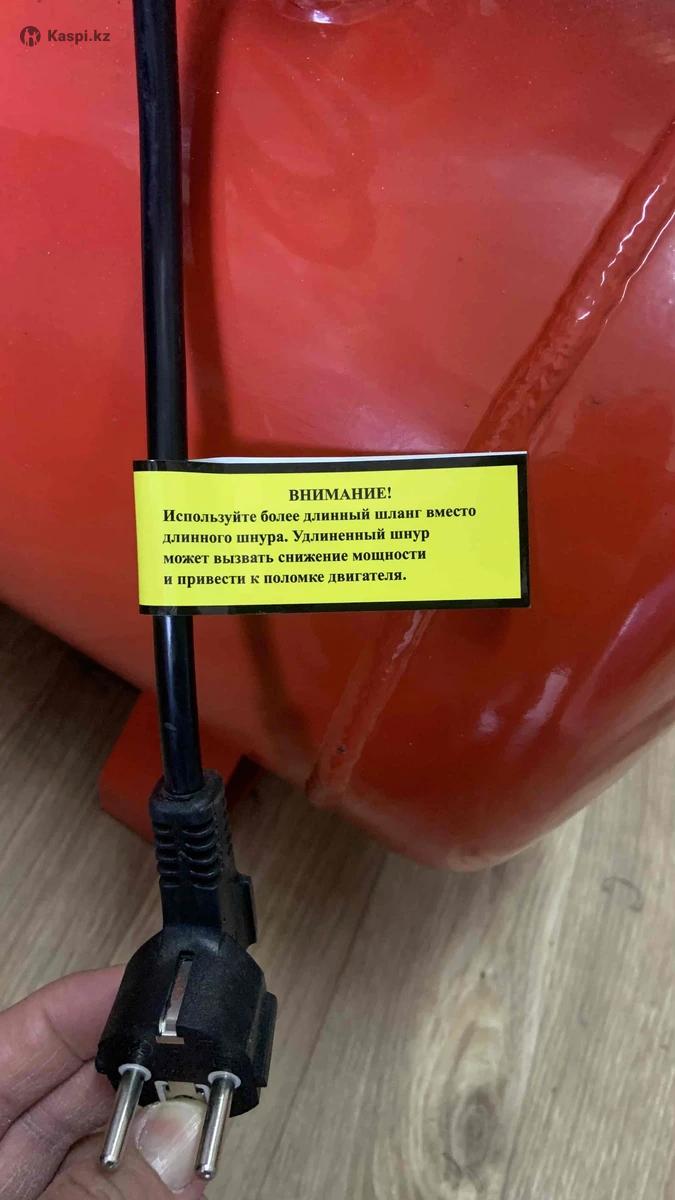 Kaspi.kz
ВНИМАНИЕ!
Используйте более длинный шланг вместо
длинного шнура. Удлиненный шнур
может вызвать снижение мощности
и привести к поломке двигателя.